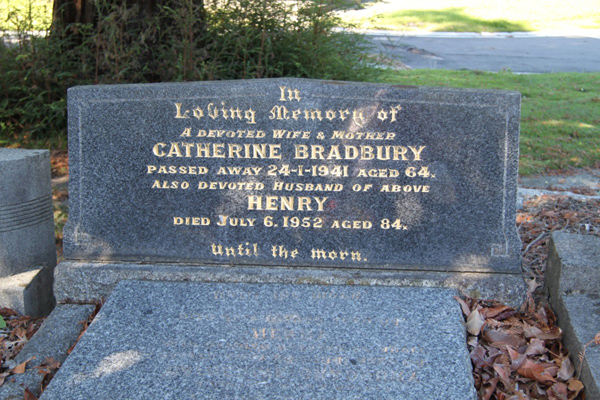 In
Loving Memory of
A DEVOTED WIFE & MOTHER
CATHERINE BRADBURY
PASSED AWAY 24-1-1941 AGED 64.
ALSO DEVOTED HUSBAND OF ABOVE
HENRY
DIED JULY 6, 1952 AGED 84.
Until the morn.